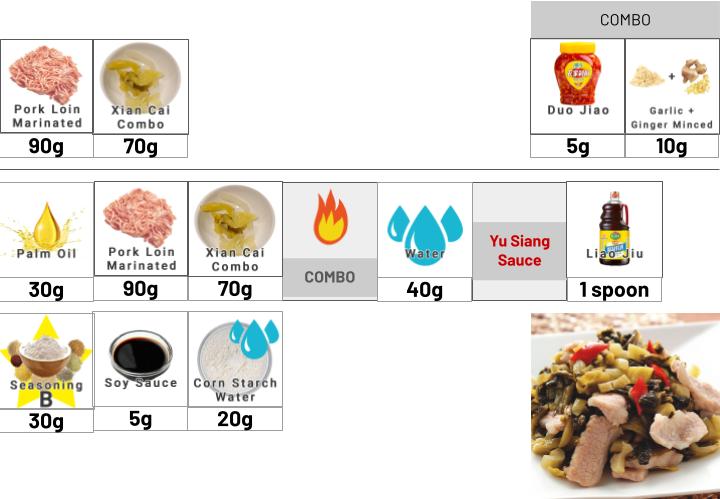 COMBO
Pork Loin
Marinated
Xian Cai
Combo
Duo Jiao
Garlic +
Ginger Minced
+
90g
70g
5g
10g
Palm Oil
Pork Loin
Marinated
Xian Cai
Combo
COMBO
Water
Yu Siang
Sauce
Liao Jiu
30g
90g
70g
40g
1 spoon
Seasoning
B
Soy Sauce
Corn Starch
Water
30g
5g
20g